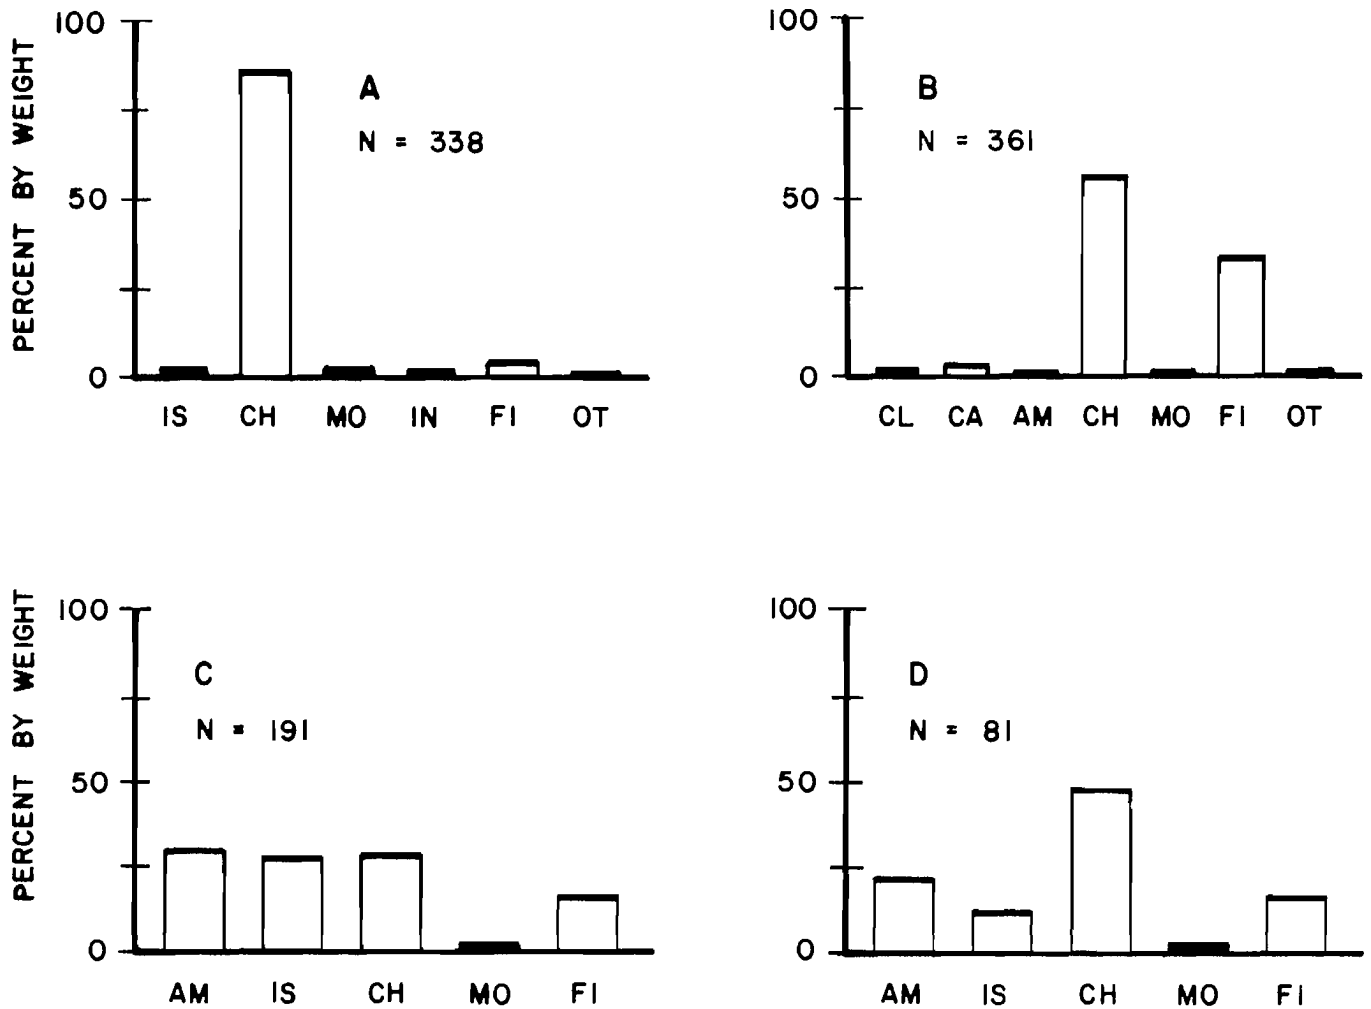 PERCENT BY WEIGHT
100
50
0
A
N = 338
IS CH MO IN FI OT
100
50
0
B
N = 361
CL CA AM CH MO FI OT
PERCENT BY WEIGHT
100
50
0
C
N = 191
AM IS CH MO FI
100
50
0
D
N = 81
AM IS CH MO FI